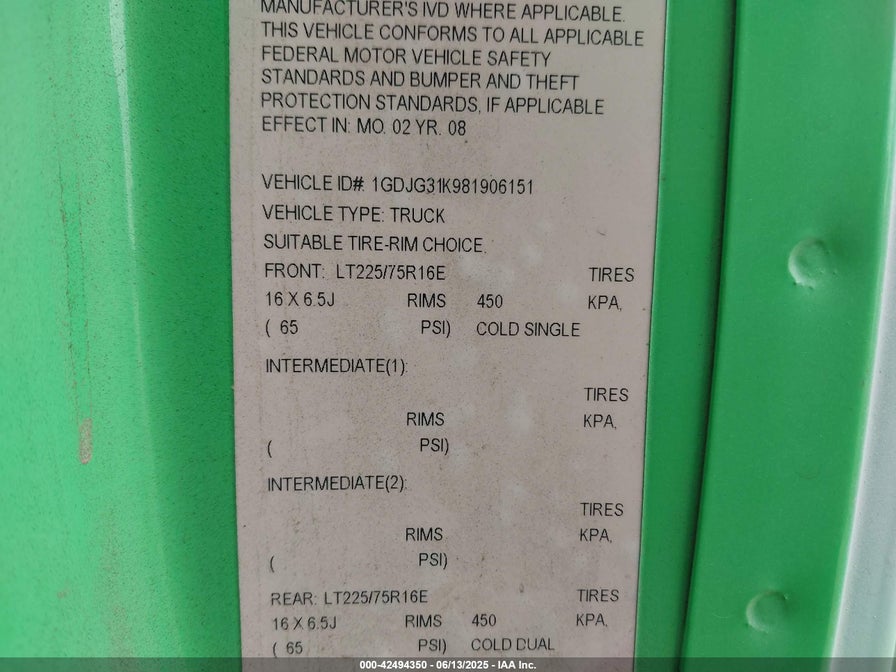 MANUFACTURER'S IVD WHERE APPLICABLE.
THIS VEHICLE CONFORMS TO ALL APPLICABLE
FEDERAL MOTOR VEHICLE SAFETY
STANDARDS AND BUMPER AND THEFT
PROTECTION STANDARDS, IF APPLICABLE
EFFECT IN: MO. 02 YR. 08
VEHICLE ID#: 1GDJG31K981906151
VEHICLE TYPE: TRUCK
SUITABLE TIRE-RIM CHOICE,
FRONT: LT225/75R16E TIRES
16 X 6.5J RIMS 450 KPA,
( 65 PSI) COLD SINGLE
INTERMEDIATE(1):
TIRES
RIMS KPA,
( PSI)
INTERMEDIATE(2):
TIRES
RIMS KPA,
( PSI)
REAR: LT225/75R16E TIRES
16 X 6.5J RIMS 450 KPA,
( 65 PSI) COLD DUAL
000-42494350 - 06/13/2025 - IAA Inc.